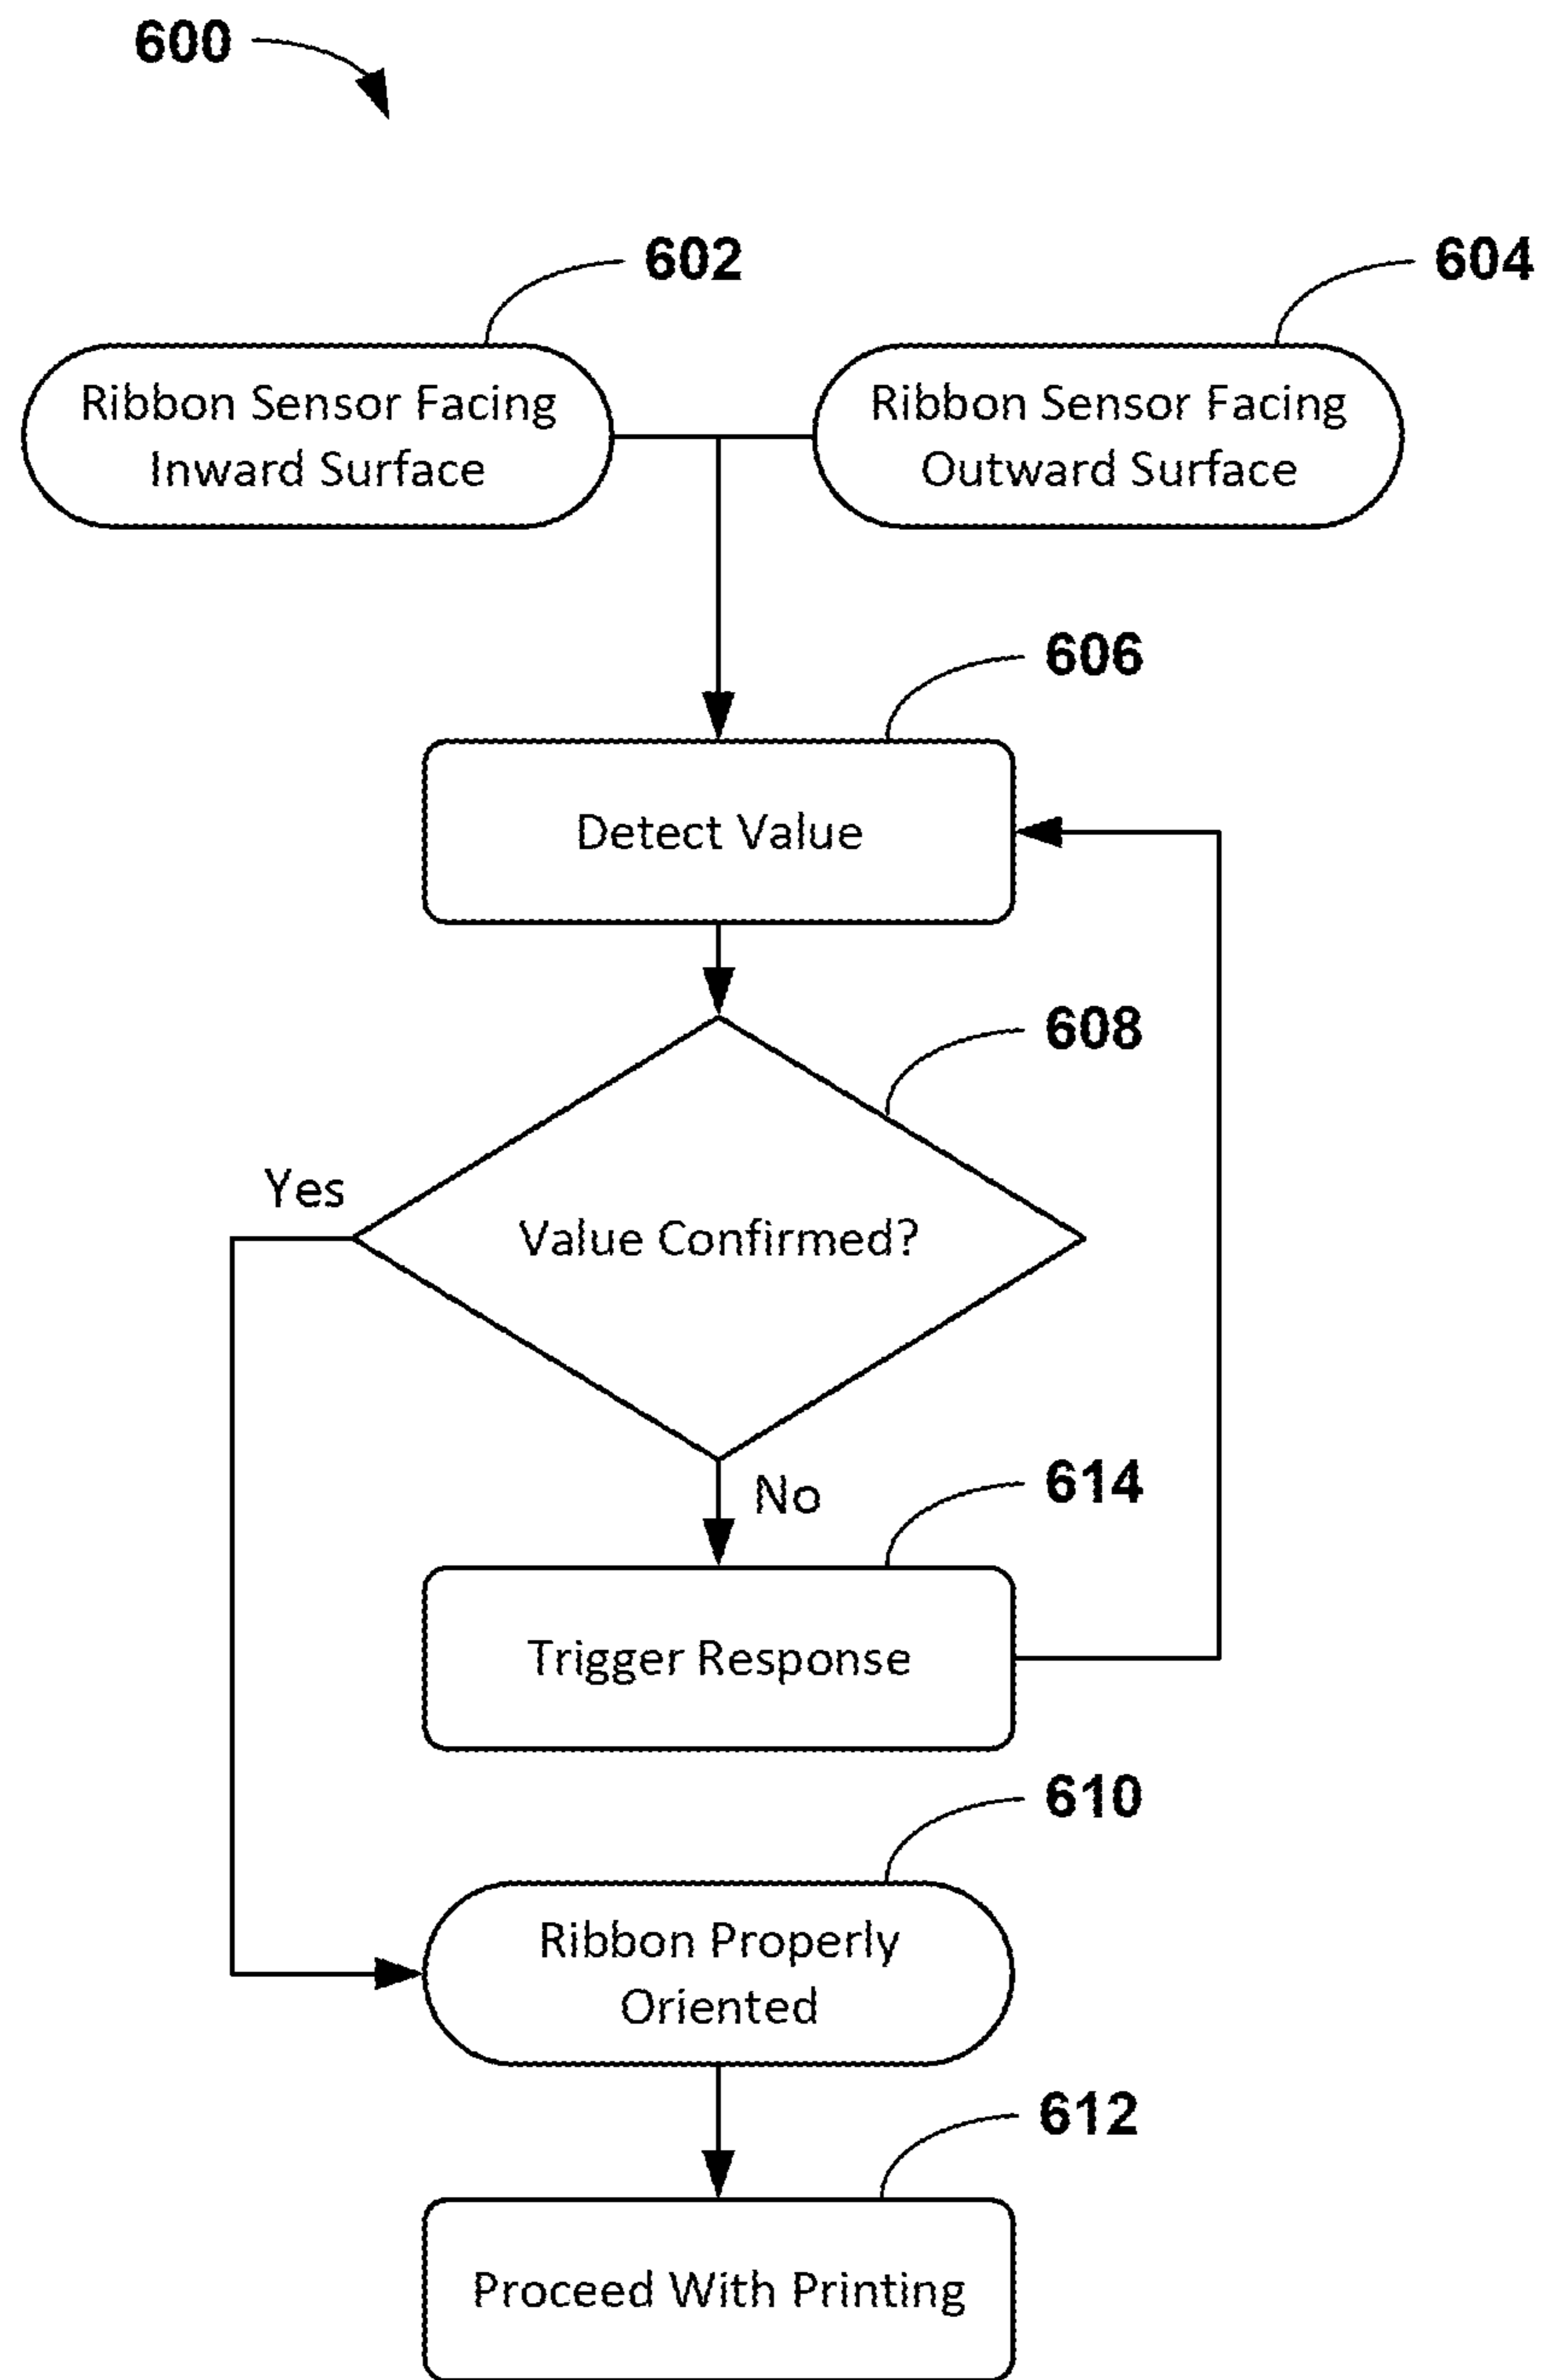 600
602
604
Ribbon Sensor Facing
Inward Surface
Ribbon Sensor Facing
Outward Surface
606
Detect Value
608
Yes
Value Confirmed?
No
614
Trigger Response
610
Ribbon Properly
Oriented
612
Proceed With Printing